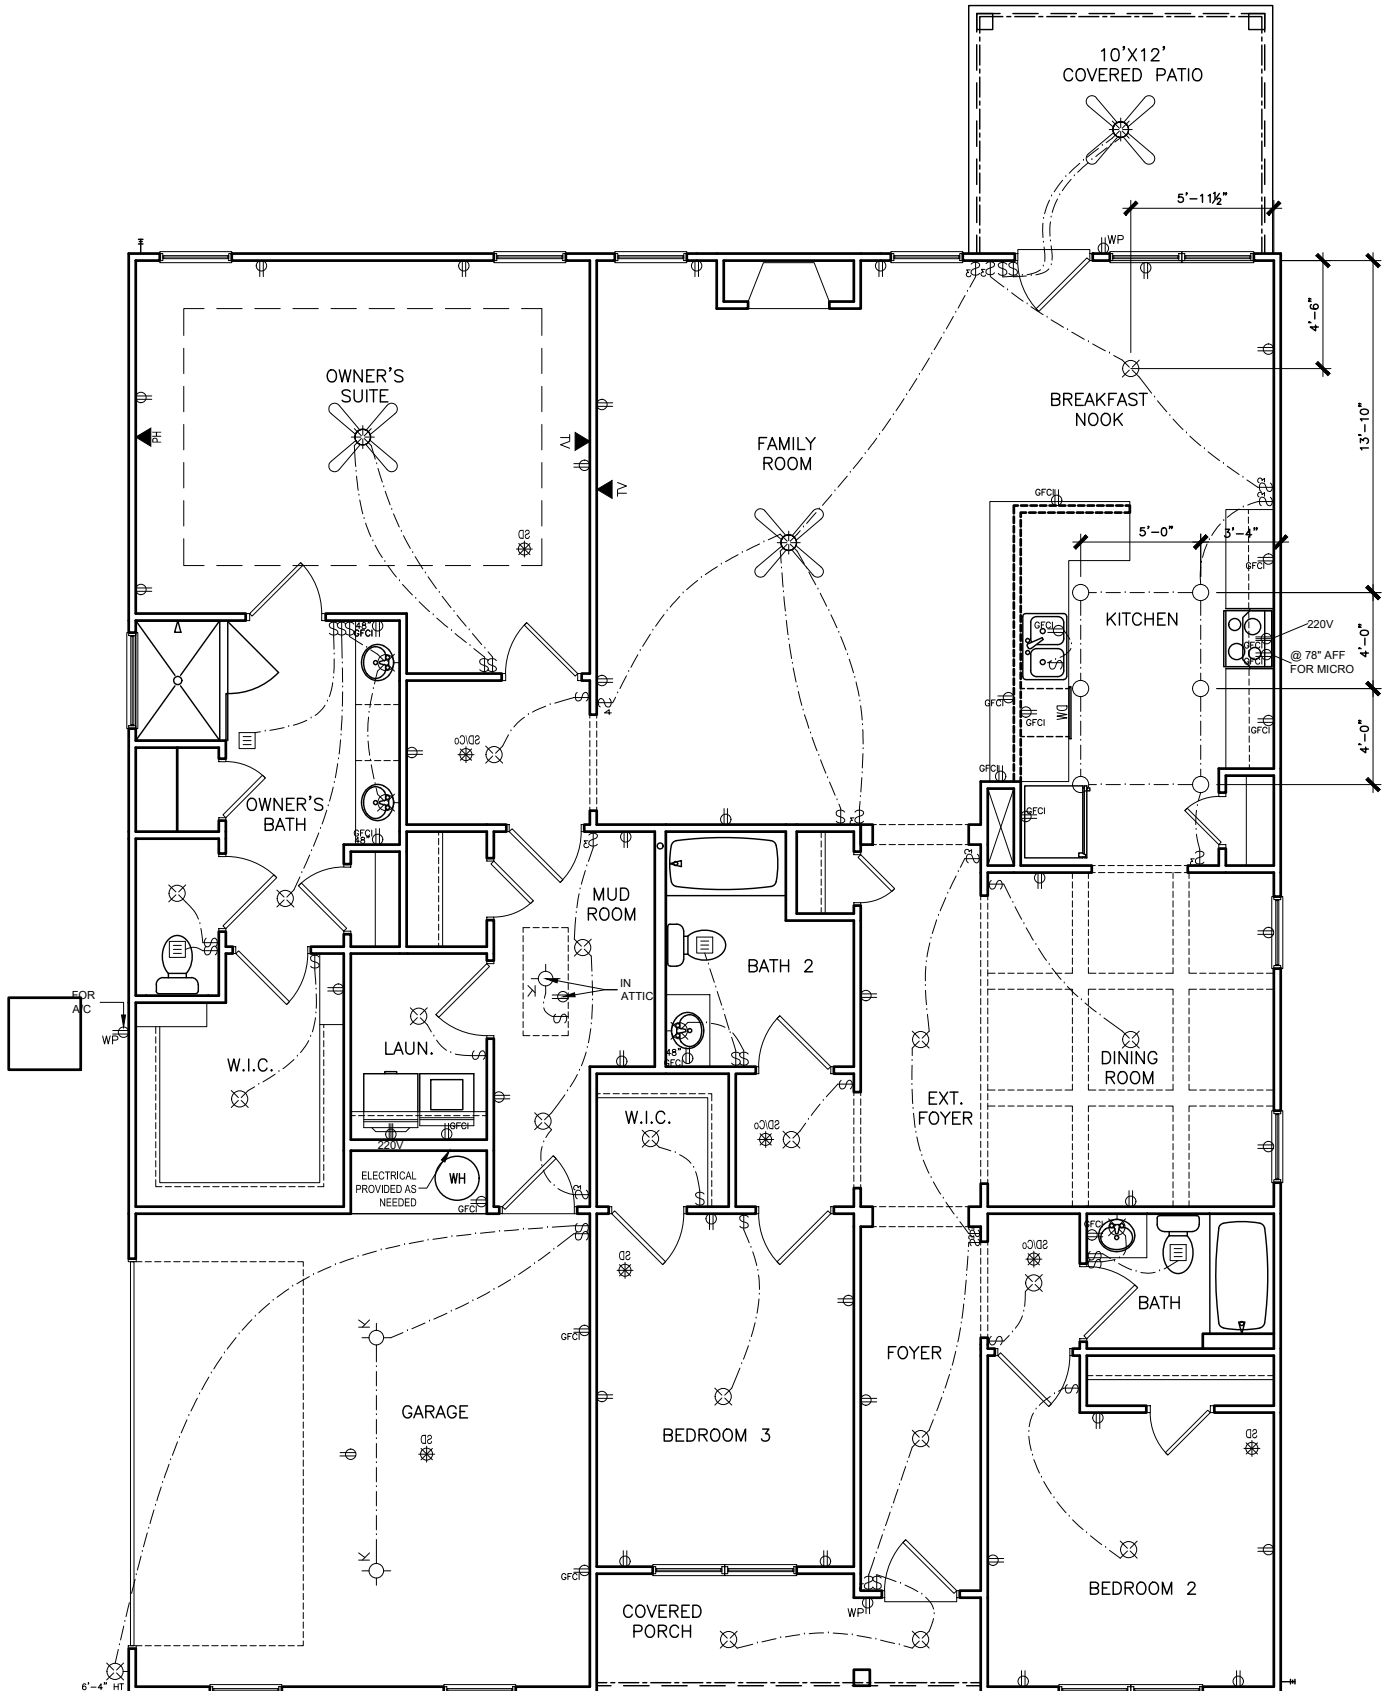 10'X12'
COVERED PATIO
5'-11½"
WP
4'-6"
13'-10"
OWNER'S
SUITE
BREAKFAST
NOOK
PH
TV
TV
FAMILY
ROOM
GFCI
SD
5'-0"
3'-4"
GFCI
KITCHEN
220V
@ 78" AFF
FOR MICRO
4'-0"
4'-0"
48"
GFCI
GFCI
GFCI
GFCI
GFCI
GFCI
DW
GFCI
GFCI
GFCI
SD/Co
4
OWNER'S
BATH
GFCI
48"
MUD
ROOM
BATH 2
IN
ATTIC
K
FOR
A/C
WP
W.I.C.
LAUN.
48"
GFCI
DINING
ROOM
EXT.
FOYER
W.I.C.
SD/Co
GFCI
220V
ELECTRICAL
PROVIDED AS
NEEDED
WH
GFCI
GFCI
SD/Co
SD
BATH
K
GFCI
FOYER
GARAGE
SD
BEDROOM 3
SD
K
GFCI
BEDROOM 2
COVERED
PORCH
WP
6'-4" HT